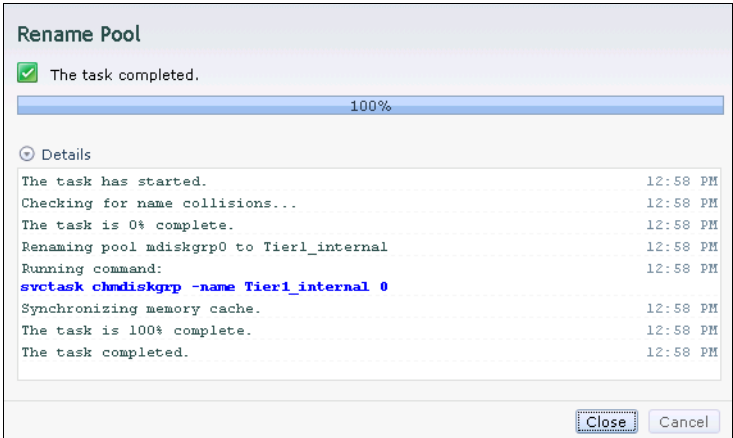 Rename Pool
The task completed.
100%
Details
The task has started. 12:58 PM
Checking for name collisions... 12:58 PM
The task is 0% complete. 12:58 PM
Renaming pool mdiskgrp0 to Tier1_internal 12:58 PM
Running command: 12:58 PM
svctask chmdiskgrp -name Tier1_internal 0
Synchronizing memory cache. 12:58 PM
The task is 100% complete. 12:58 PM
The task completed. 12:58 PM
Close Cancel